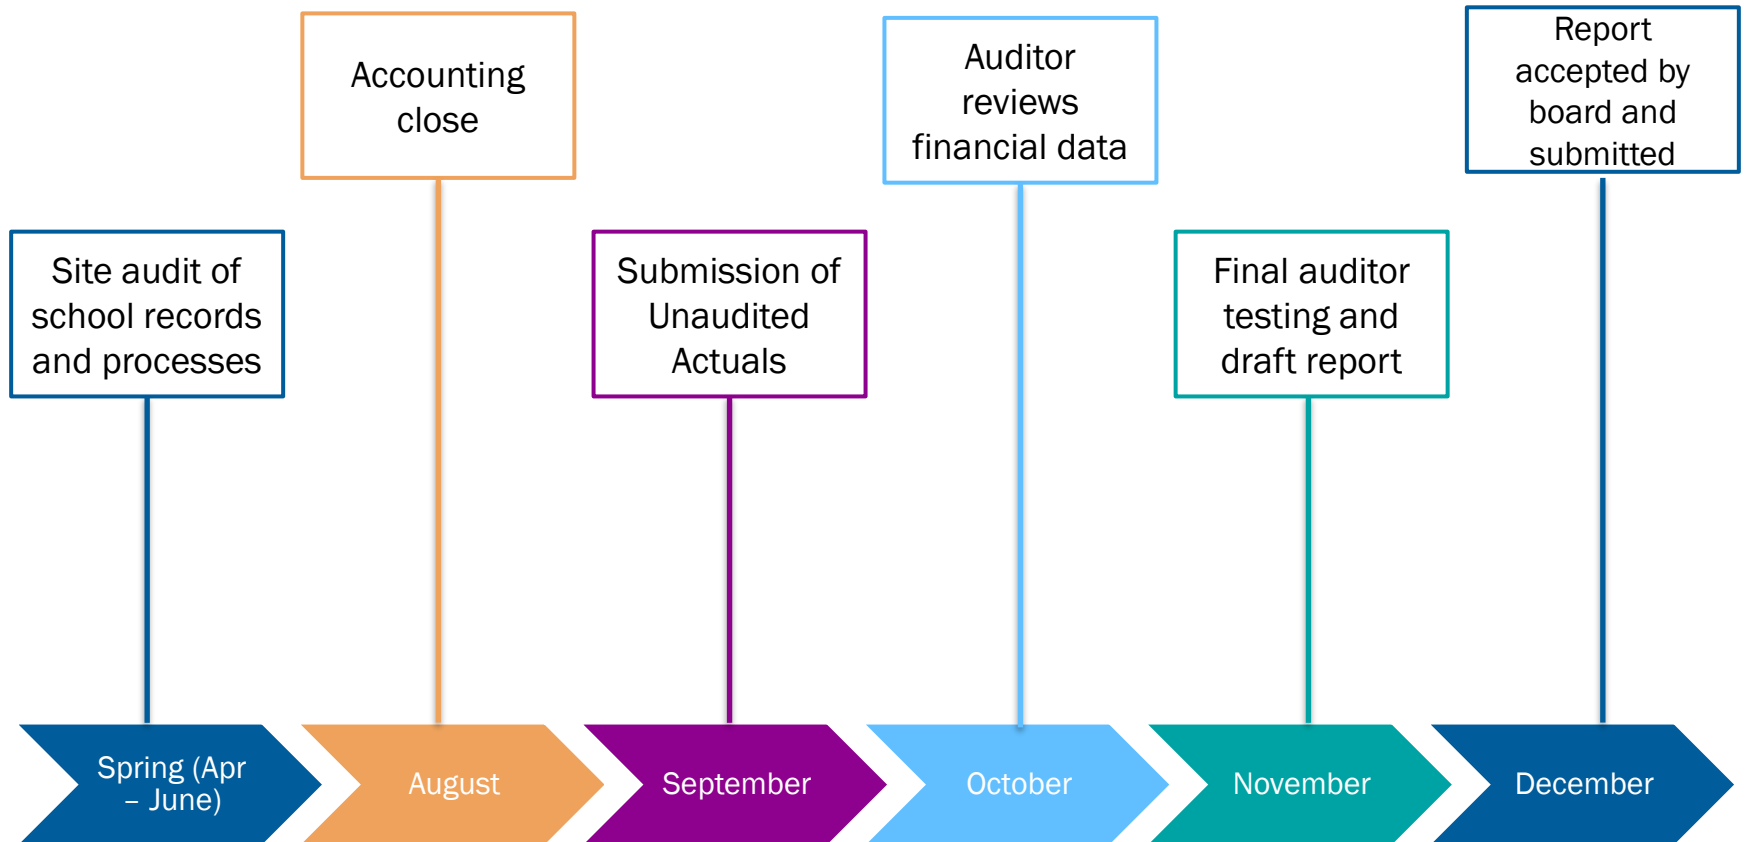 Accounting
close
Auditor
reviews
financial data
Report
accepted by
board and
submitted
Site audit of
school records
and processes
Submission of
Unaudited
Actuals
Final auditor
testing and
draft report
Spring (Apr
– June)
August
September
October
November
December